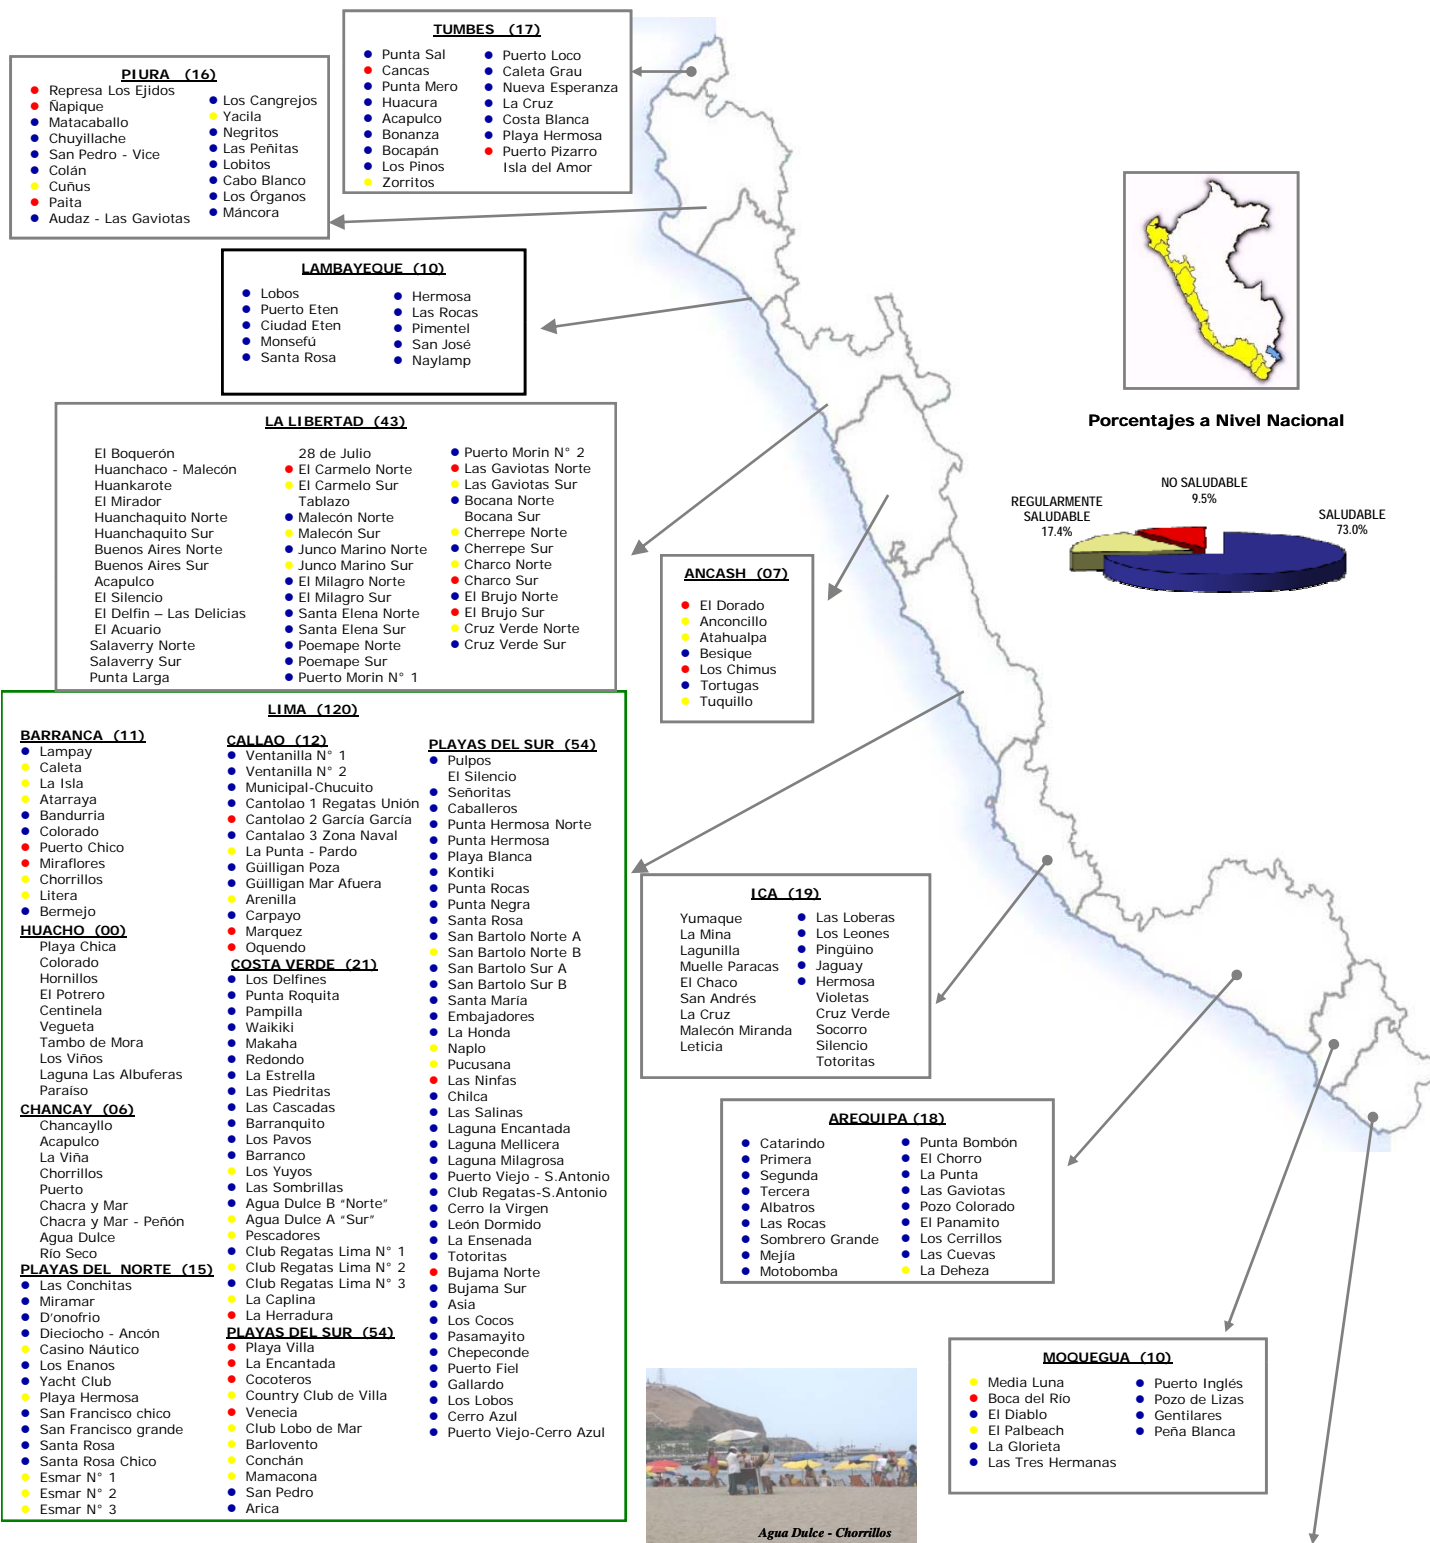 TUMBES (17)
Punta Sal
Cancas
Punta Mero
Huacura
Acapulco
Bonanza
Bocapán
Los Pinos
Zorritos
Puerto Loco
Caleta Grau
Nueva Esperanza
La Cruz
Costa Blanca
Playa Hermosa
Puerto Pizarro
Isla del Amor
PIURA (16)
Represa Los Ejidos
Ñapique
Matacaballo
Chuyillache
San Pedro - Vice
Colán
Cuñus
Paita
Audaz - Las Gaviotas
Los Cangrejos
Yacila
Negritos
Las Peñitas
Lobitos
Cabo Blanco
Los Órganos
Máncora
LAMBAYEQUE (10)
Lobos
Puerto Eten
Ciudad Eten
Monsefú
Santa Rosa
Hermosa
Las Rocas
Pimentel
San José
Naylamp
Porcentajes a Nivel Nacional
NO SALUDABLE
9.5%
REGULARMENTE
SALUDABLE
17.4%
SALUDABLE
73.0%
LA LIBERTAD (43)
El Boquerón
Huanchaco - Malecón
Huankarote
El Mirador
Huanchaquito Norte
Huanchaquito Sur
Buenos Aires Norte
Buenos Aires Sur
Acapulco
El Silencio
El Delfin – Las Delicias
El Acuario
Salaverry Norte
Salaverry Sur
Punta Larga
28 de Julio
El Carmelo Norte
El Carmelo Sur
Tablazo
Malecón Norte
Malecón Sur
Junco Marino Norte
Junco Marino Sur
El Milagro Norte
El Milagro Sur
Santa Elena Norte
Santa Elena Sur
Poemape Norte
Poemape Sur
Puerto Morin N° 1
Puerto Morin N° 2
Las Gaviotas Norte
Las Gaviotas Sur
Bocana Norte
Bocana Sur
Cherrepe Norte
Cherrepe Sur
Charco Norte
Charco Sur
El Brujo Norte
El Brujo Sur
Cruz Verde Norte
Cruz Verde Sur
ANCASH (07)
El Dorado
Anconcillo
Atahualpa
Besique
Los Chimus
Tortugas
Tuquillo
LIMA (120)
BARRANCA (11)
Lampay
Caleta
La Isla
Atarraya
Bandurria
Colorado
Puerto Chico
Miraflores
Chorrillos
Litera
Bermejo
HUACHO (00)
Playa Chica
Colorado
Hornillos
El Potrero
Centinela
Vegueta
Tambo de Mora
Los Viños
Laguna Las Albuferas
Paraíso
CHANCAY (06)
Chancayllo
Acapulco
La Viña
Chorrillos
Puerto
Chacra y Mar
Chacra y Mar - Peñón
Agua Dulce
Río Seco
PLAYAS DEL NORTE (15)
Las Conchitas
Miramar
D'onofrio
Dieciocho - Ancón
Casino Náutico
Los Enanos
Yacht Club
Playa Hermosa
San Francisco chico
San Francisco grande
Santa Rosa
Santa Rosa Chico
Esmar N° 1
Esmar N° 2
Esmar N° 3
CALLAO (12)
Ventanilla N° 1
Ventanilla N° 2
Municipal-Chucuito
Cantolao 1 Regatas Unión
Cantolao 2 García García
Cantalao 3 Zona Naval
La Punta - Pardo
Güilligan Poza
Güilligan Mar Afuera
Arenilla
Carpayo
Marquez
Oquendo
COSTA VERDE (21)
Los Delfines
Punta Roquita
Pampilla
Waikiki
Makaha
Redondo
La Estrella
Las Piedritas
Las Cascadas
Barranquito
Los Pavos
Barranco
Los Yuyos
Las Sombrillas
Agua Dulce B "Norte"
Agua Dulce A "Sur"
Pescadores
Club Regatas Lima N° 1
Club Regatas Lima N° 2
Club Regatas Lima N° 3
La Caplina
La Herradura
PLAYAS DEL SUR (54)
Playa Villa
La Encantada
Cocoteros
Country Club de Villa
Venecia
Club Lobo de Mar
Barlovento
Conchán
Mamacona
San Pedro
Arica
PLAYAS DEL SUR (54)
Pulpos
El Silencio
Señoritas
Caballeros
Punta Hermosa Norte
Punta Hermosa
Playa Blanca
Kontiki
Punta Rocas
Punta Negra
Santa Rosa
San Bartolo Norte A
San Bartolo Norte B
San Bartolo Sur A
San Bartolo Sur B
Santa María
Embajadores
La Honda
Naplo
Pucusana
Las Ninfas
Chilca
Las Salinas
Laguna Encantada
Laguna Mellicera
Laguna Milagrosa
Puerto Viejo - S.Antonio
Club Regatas-S.Antonio
Cerro la Virgen
León Dormido
La Ensenada
Totoritas
Bujama Norte
Bujama Sur
Asia
Los Cocos
Pasamayito
Chepeconde
Puerto Fiel
Gallardo
Los Lobos
Cerro Azul
Puerto Viejo-Cerro Azul
ICA (19)
Yumaque
La Mina
Lagunilla
Muelle Paracas
El Chaco
San Andrés
La Cruz
Malecón Miranda
Leticia
Las Loberas
Los Leones
Pingüino
Jaguay
Hermosa
Violetas
Cruz Verde
Socorro
Silencio
Totoritas
AREQUIPA (18)
Catarindo
Primera
Segunda
Tercera
Albatros
Las Rocas
Sombrero Grande
Mejía
Motobomba
Punta Bombón
El Chorro
La Punta
Las Gaviotas
Pozo Colorado
El Panamito
Los Cerrillos
Las Cuevas
La Deheza
MOQUEGUA (10)
Media Luna
Boca del Río
El Diablo
El Palbeach
La Glorieta
Las Tres Hermanas
Puerto Inglés
Pozo de Lizas
Gentilares
Peña Blanca
Agua Dulce - Chorrillos